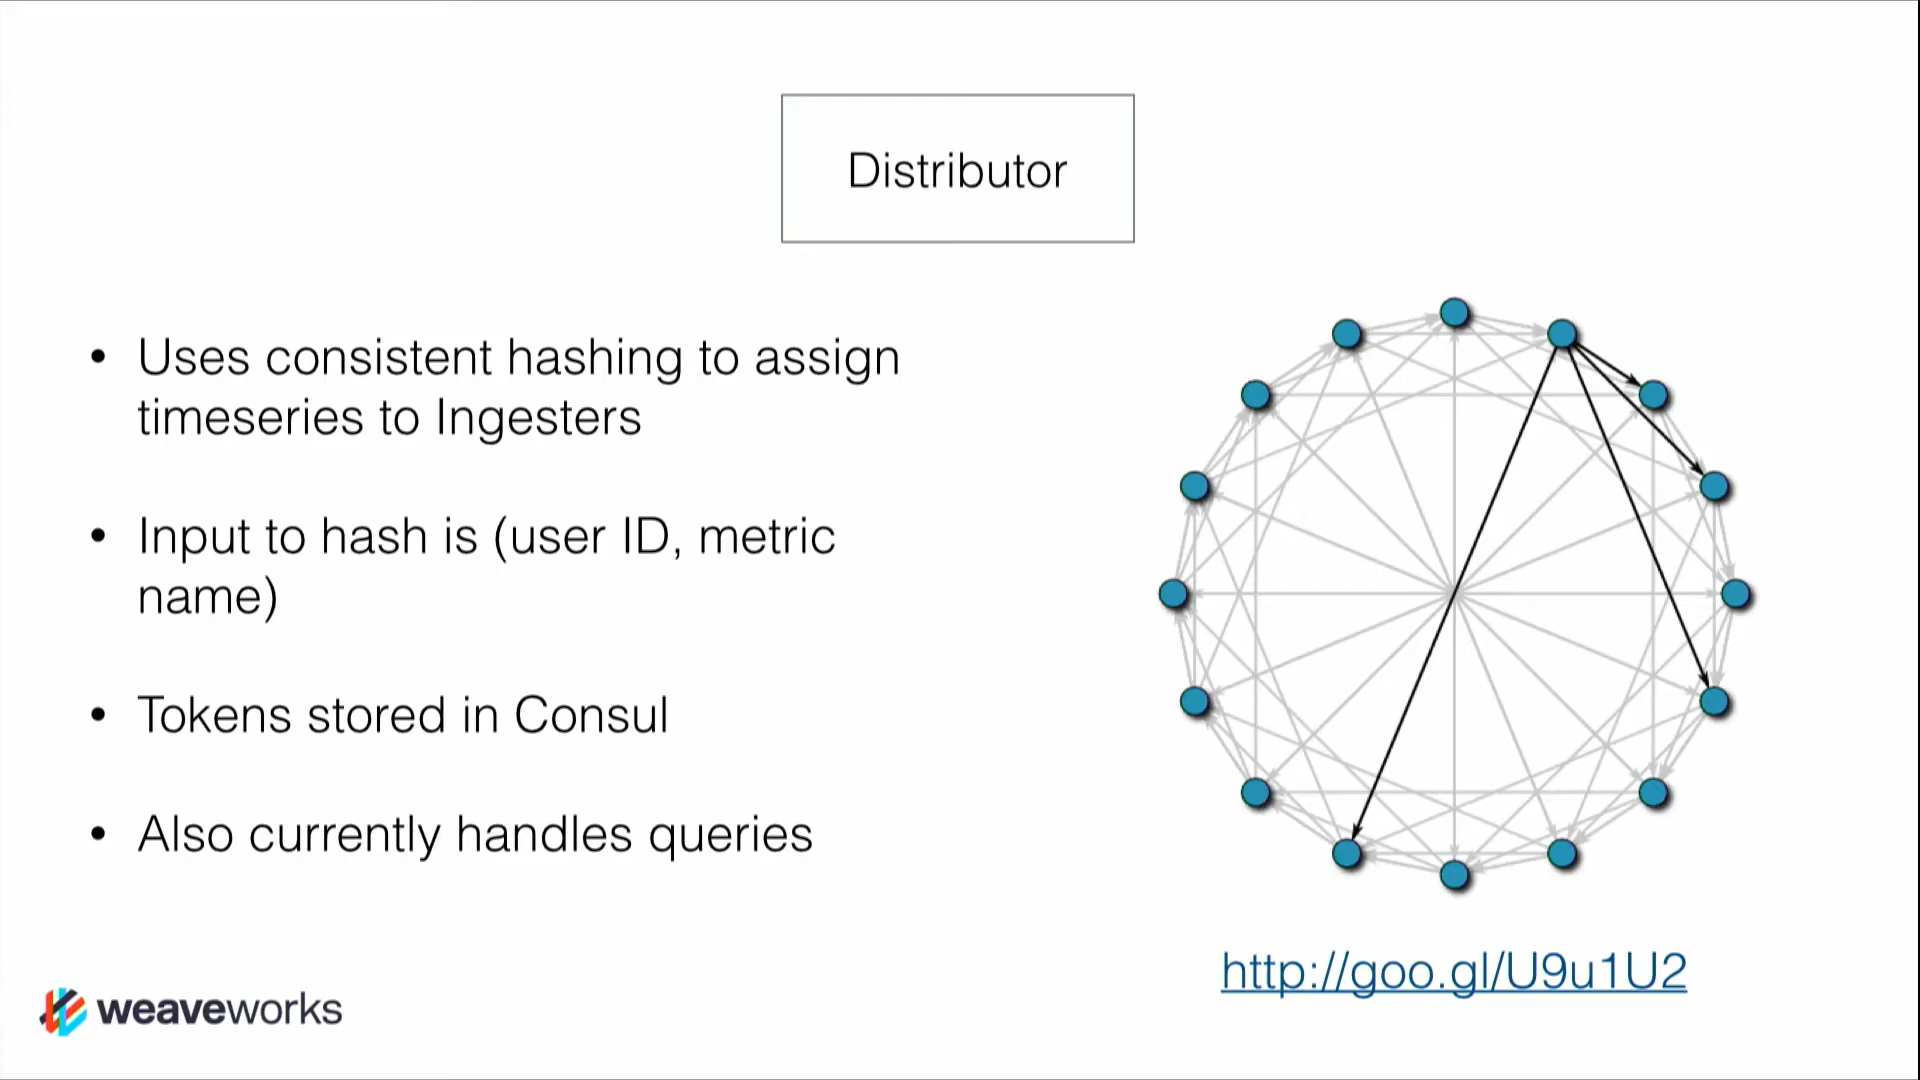 Distributor
• Uses consistent hashing to assign
timeseries to Ingesters
• Input to hash is (user ID, metric
name)
• Tokens stored in Consul
• Also currently handles queries
http://goo.gl/U9u1U2
weaveworks